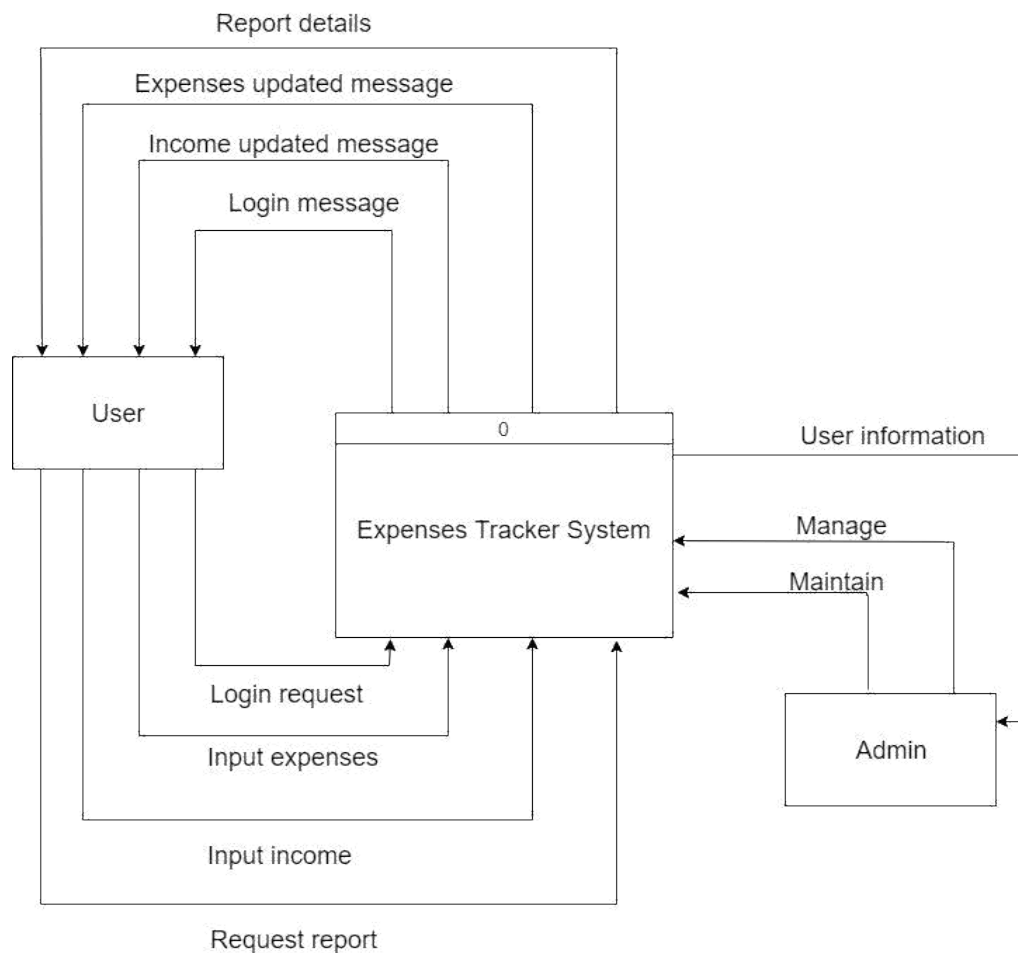 Report details
Expenses updated message
Income updated message
Login message
User
0
User information
Expenses Tracker System
Manage
Maintain
Login request
Admin
Input expenses
Input income
Request report